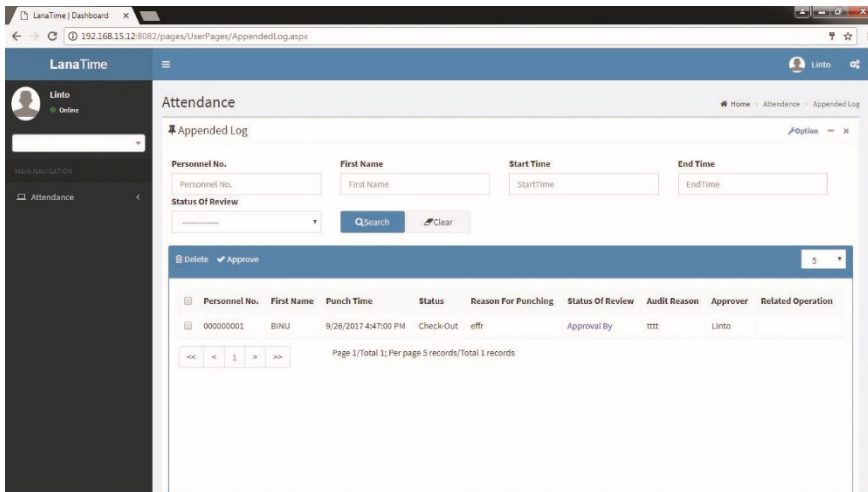 LanaTime | Dashboard
192.168.15.12:8082/pages/UserPages/AppendedLog.aspx
LanaTime
Linto
Linto
Online
MAIN NAVIGATION
Attendance
Attendance
Home > Attendance > Appended Log
Appended Log
Option
Personnel No. First Name Start Time End Time
Personnel No. First Name StartTime EndTime
Status Of Review
------------- Search Clear
Delete Approve 5
Personnel No. First Name Punch Time Status Reason For Punching Status Of Review Audit Reason Approver Related Operation
000000001 BINU 9/26/2017 4:47:00 PM Check-Out effr Approval By tttt Linto
<< < 1 > >> Page 1/Total 1; Per page 5 records/Total 1 records